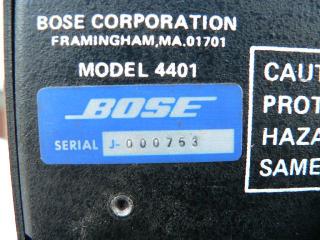 BOSE CORPORATION
FRAMINGHAM,MA.01701
MODEL 4401
BOSE
SERIAL J-000753
CAUT
PROT
HAZA
SAME